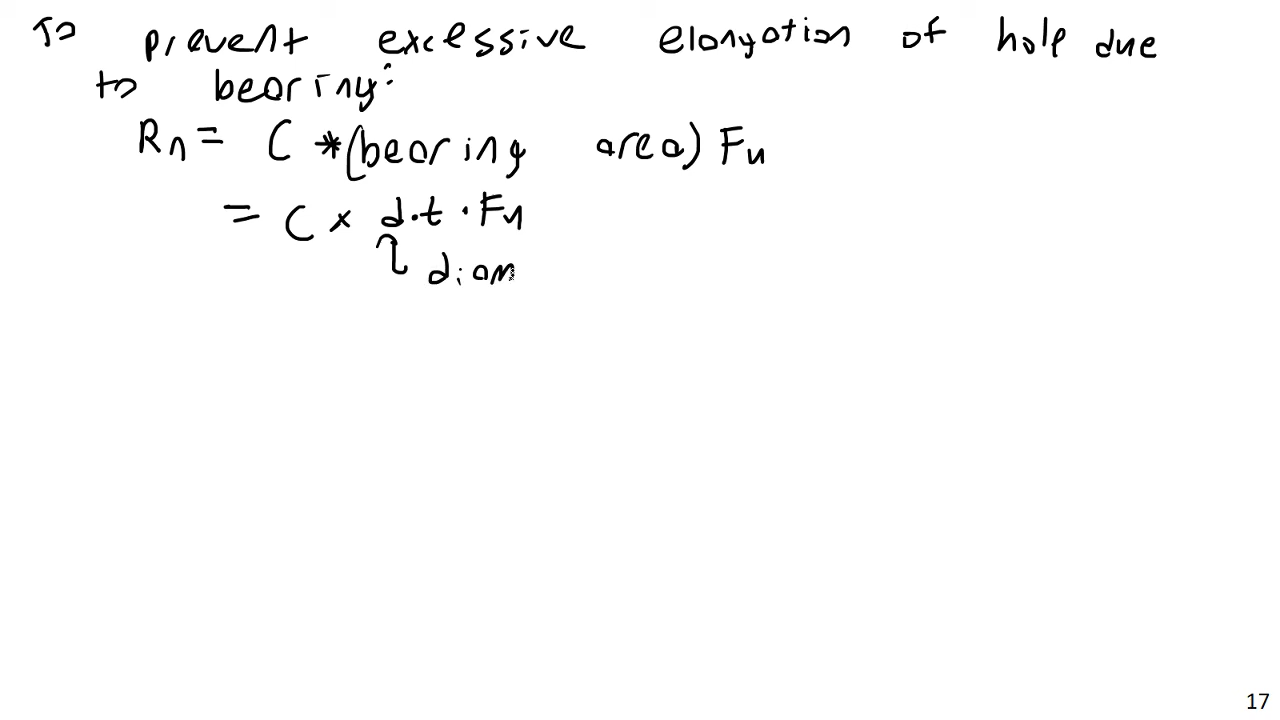 To prevent excessive elongation of hole due
to bearing:
Rn = C *(bearing area) Fu
= C x d.t . Fu
diam
17